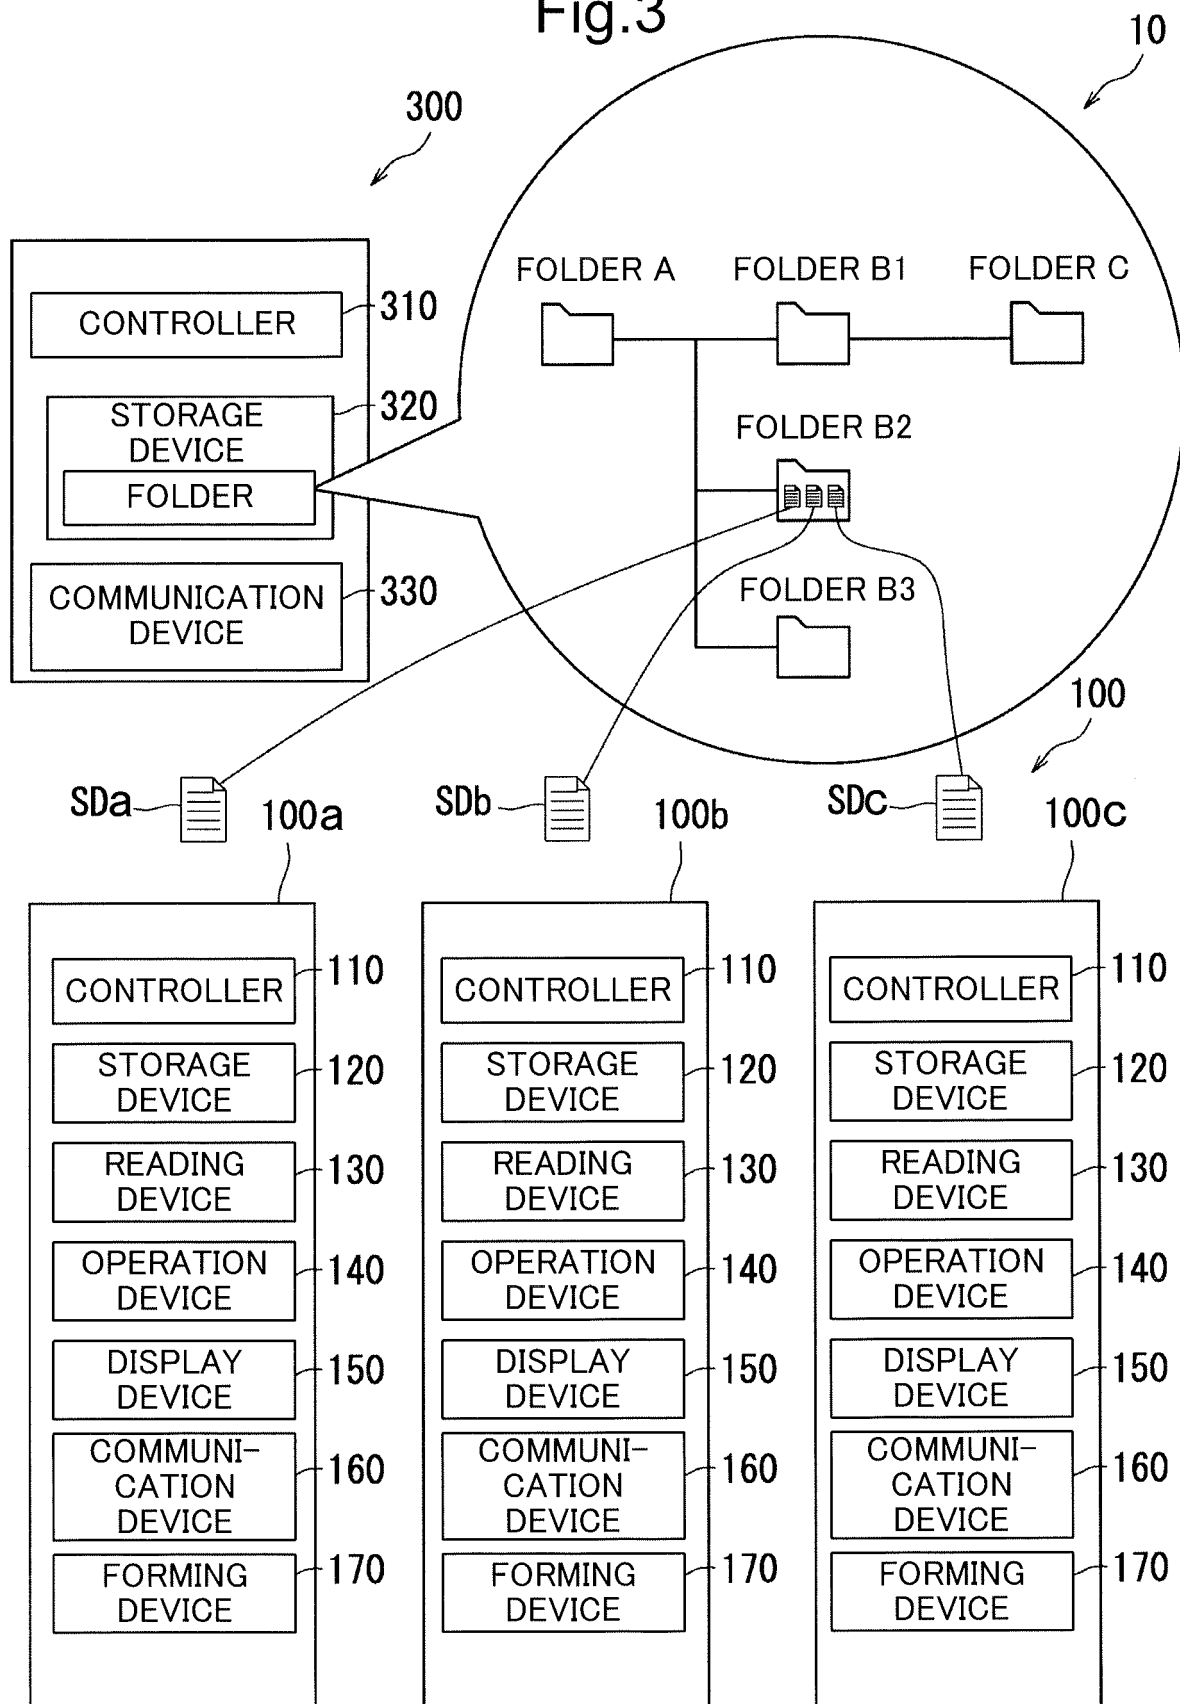 Fig.3
10
300
FOLDER A
FOLDER B1
FOLDER C
CONTROLLER
310
STORAGE
DEVICE
320
FOLDER
FOLDER B2
COMMUNICATION
DEVICE
330
FOLDER B3
100
SDa
100a
SDb
100b
SDc
100c
CONTROLLER
110
STORAGE
DEVICE
120
READING
DEVICE
130
OPERATION
DEVICE
140
DISPLAY
DEVICE
150
COMMUNI-
CATION
DEVICE
160
FORMING
DEVICE
170
CONTROLLER
110
STORAGE
DEVICE
120
READING
DEVICE
130
OPERATION
DEVICE
140
DISPLAY
DEVICE
150
COMMUNI-
CATION
DEVICE
160
FORMING
DEVICE
170
CONTROLLER
110
STORAGE
DEVICE
120
READING
DEVICE
130
OPERATION
DEVICE
140
DISPLAY
DEVICE
150
COMMUNI-
CATION
DEVICE
160
FORMING
DEVICE
170